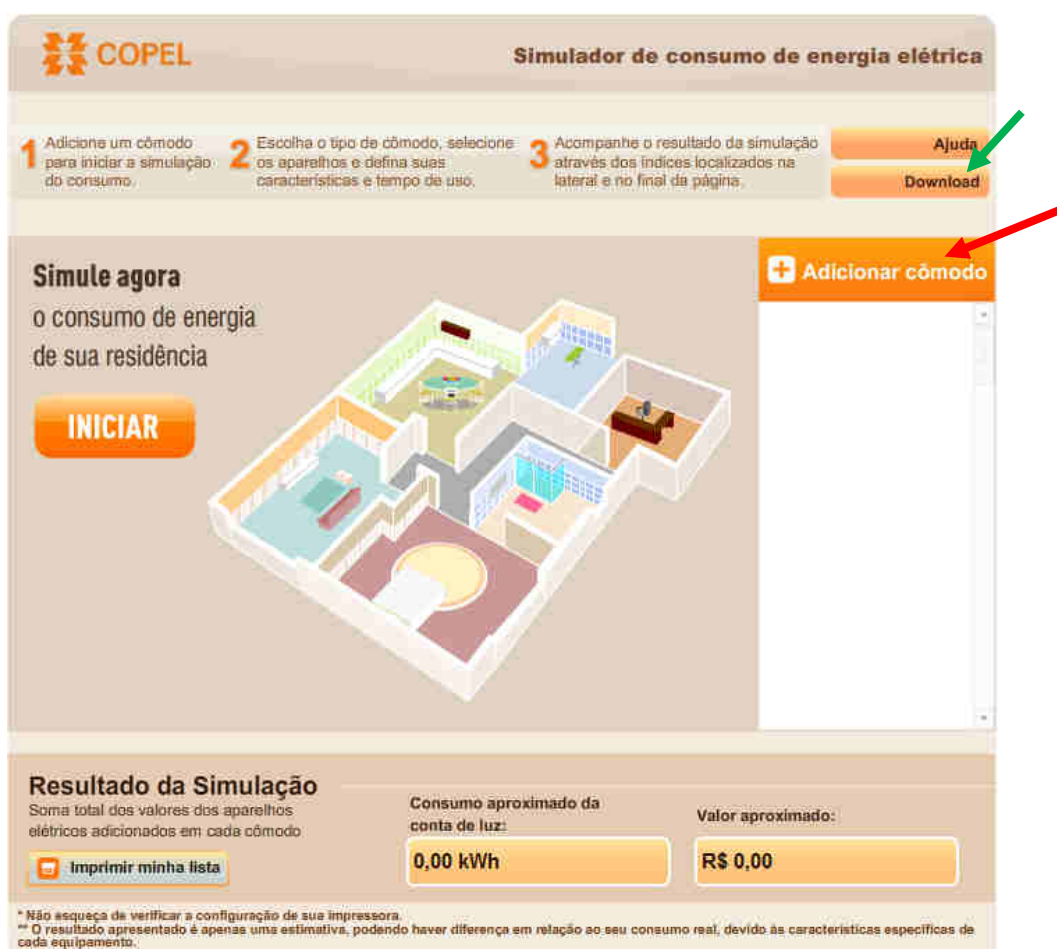 COPEL
Simulador de consumo de energia elétrica
1 Adicione um cômodo
para iniciar a simulação
do consumo.
2 Escolha o tipo de cômodo, selecione
os aparelhos e defina suas
características e tempo de uso.
3 Acompanhe o resultado da simulação
através dos índices localizados na
lateral e no final da página.
Ajuda
Download
Simule agora
o consumo de energia
de sua residência
INICIAR
+ Adicionar cômodo
Resultado da Simulação
Soma total dos valores dos aparelhos
elétricos adicionados em cada cômodo
Imprimir minha lista
Consumo aproximado da
conta de luz:
0,00 kWh
Valor aproximado:
R$ 0,00
* Não esqueça de verificar a configuração de sua impressora.
** O resultado apresentado é apenas uma estimativa, podendo haver diferença em relação ao seu consumo real, devido às características específicas de
cada equipamento.